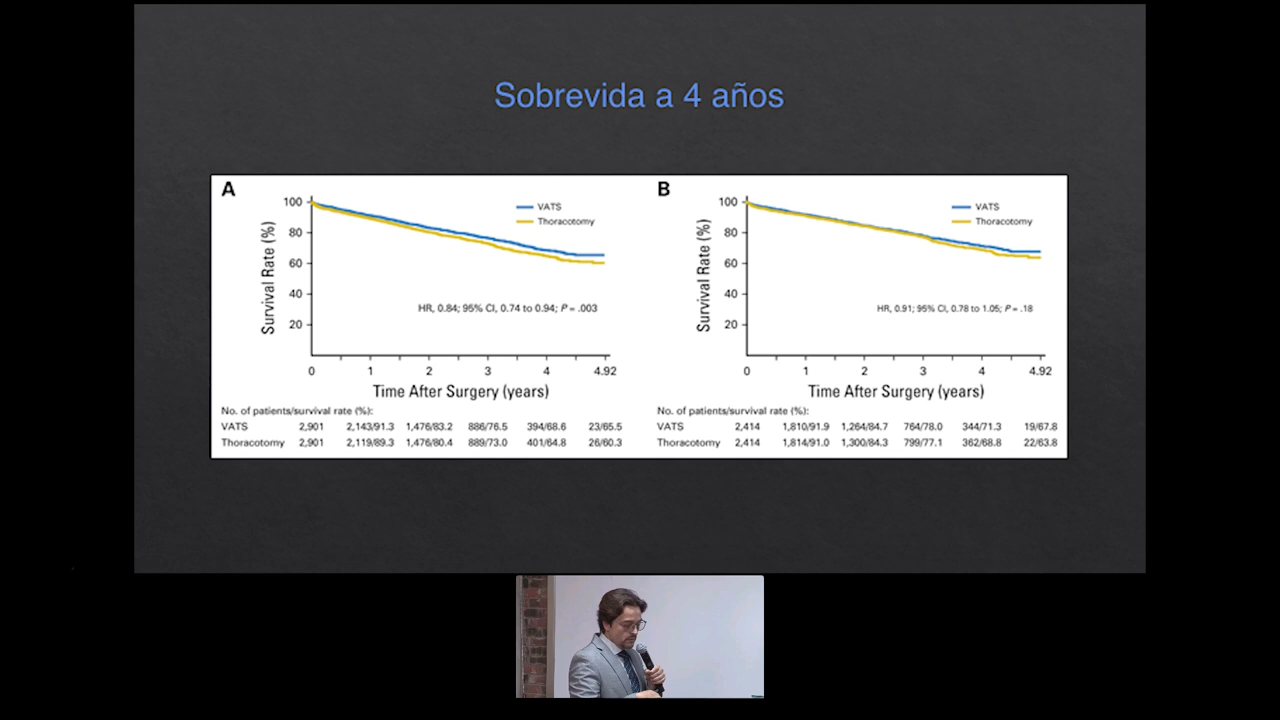 Sobrevida a 4 años
A
100
80
60
40
20
Survival Rate (%)
VATS
Thoracotomy
HR, 0.84; 95% CI, 0.74 to 0.94; P = .003
0 1 2 3 4 4.92
Time After Surgery (years)
No. of patients/survival rate (%):
VATS 2,901 2,143/91.3 1,476/83.2 886/76.5 394/68.6 23/65.5
Thoracotomy 2,901 2,119/89.3 1,476/80.4 889/73.0 401/64.8 26/60.3
B
100
80
60
40
20
Survival Rate (%)
VATS
Thoracotomy
HR, 0.91; 95% CI, 0.78 to 1.05; P = .18
0 1 2 3 4 4.92
Time After Surgery (years)
No. of patients/survival rate (%):
VATS 2,414 1,810/91.9 1,264/84.7 764/78.0 344/71.3 19/67.8
Thoracotomy 2,414 1,814/91.0 1,300/84.3 799/77.1 362/68.8 22/63.8